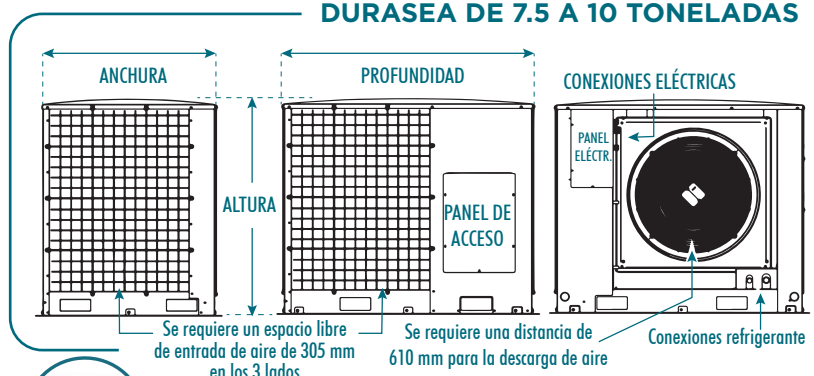 DURASEA DE 7.5 A 10 TONELADAS
ANCHURA
PROFUNDIDAD
CONEXIONES ELÉCTRICAS
PANEL
ELÉCTR.
ALTURA
PANEL DE
ACCESO
Se requiere un espacio libre
de entrada de aire de 305 mm
en los 3 lados
Se requiere una distancia de
610 mm para la descarga de aire
Conexiones refrigerante